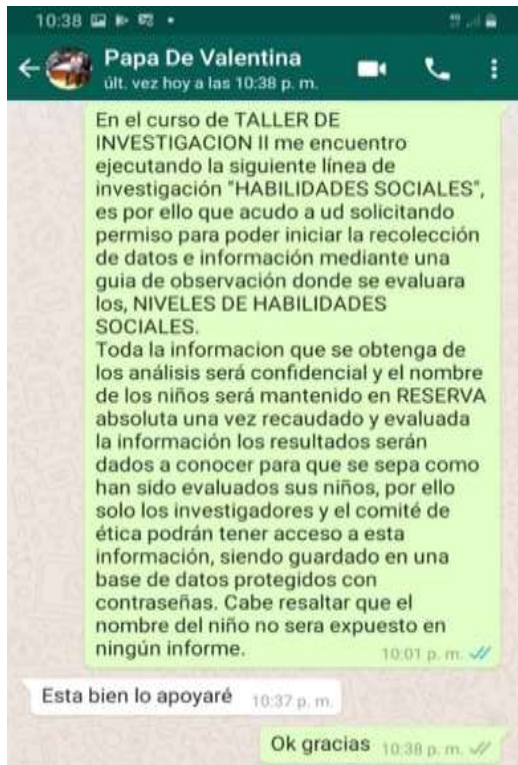 10:38
Papa De Valentina
últ. vez hoy a las 10:38 p. m.
En el curso de TALLER DE
INVESTIGACION II me encuentro
ejecutando la siguiente línea de
investigación "HABILIDADES SOCIALES",
es por ello que acudo a ud solicitando
permiso para poder iniciar la recolección
de datos e información mediante una
guia de observación donde se evaluara
los, NIVELES DE HABILIDADES
SOCIALES.
Toda la informacion que se obtenga de
los análisis será confidencial y el nombre
de los niños será mantenido en RESERVA
absoluta una vez recaudado y evaluada
la información los resultados serán
dados a conocer para que se sepa como
han sido evaluados sus niños, por ello
solo los investigadores y el comité de
ética podrán tener acceso a esta
información, siendo guardado en una
base de datos protegidos con
contraseñas. Cabe resaltar que el
nombre del niño no sera expuesto en
ningún informe. 10:01 p. m.
Esta bien lo apoyaré 10:37 p. m.
Ok gracias 10:38 p. m.